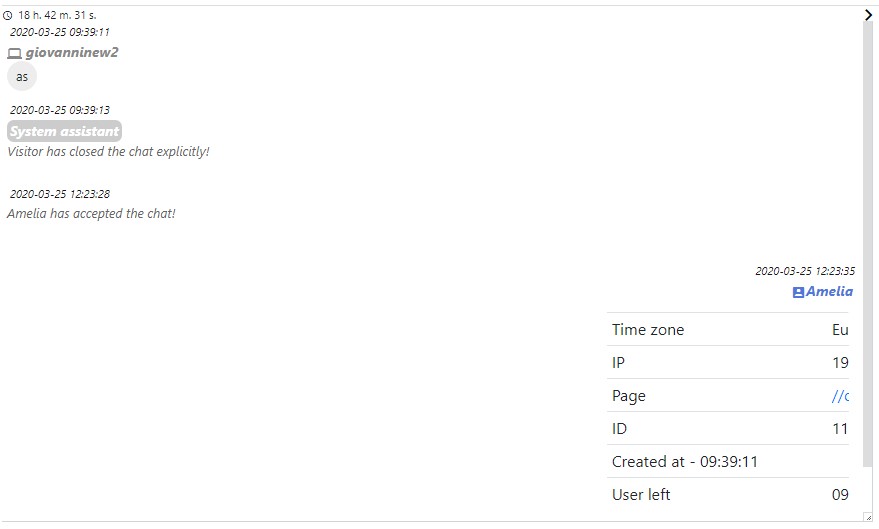 18 h. 42 m. 31 s.
2020-03-25 09:39:11
giovanninew2
as
2020-03-25 09:39:13
System assistant
Visitor has closed the chat explicitly!
2020-03-25 12:23:28
Amelia has accepted the chat!
2020-03-25 12:23:35
Amelia
Time zone Eu
IP 19
Page //c
ID 11
Created at - 09:39:11
User left 09